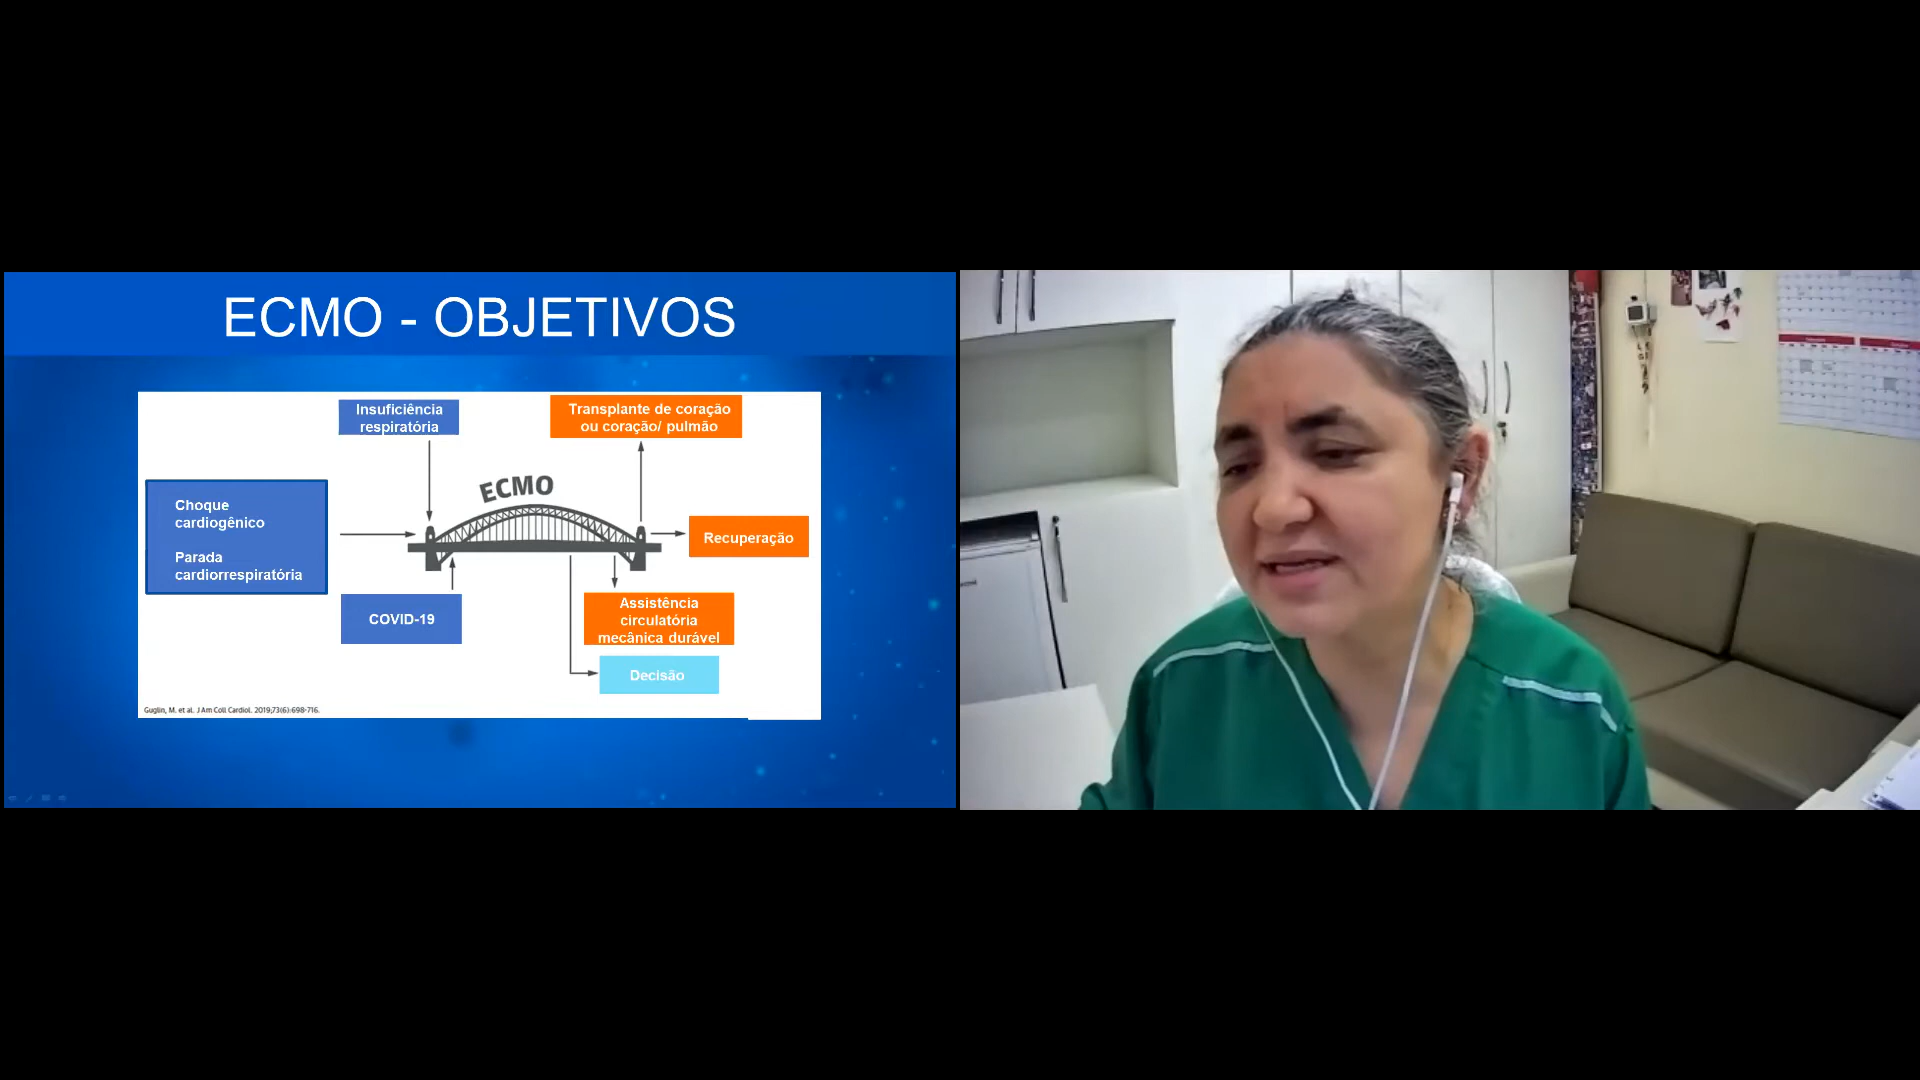 ECMO - OBJETIVOS
Insuficiência
respiratória
Transplante de coração
ou coração/ pulmão
ECMO
Choque
cardiogênico
Parada
cardiorrespiratória
Recuperação
COVID-19
Assistência
circulatória
mecânica durável
Decisão
Guglin, M. et al. J Am Coll Cardiol. 2019;73(6):698-716.